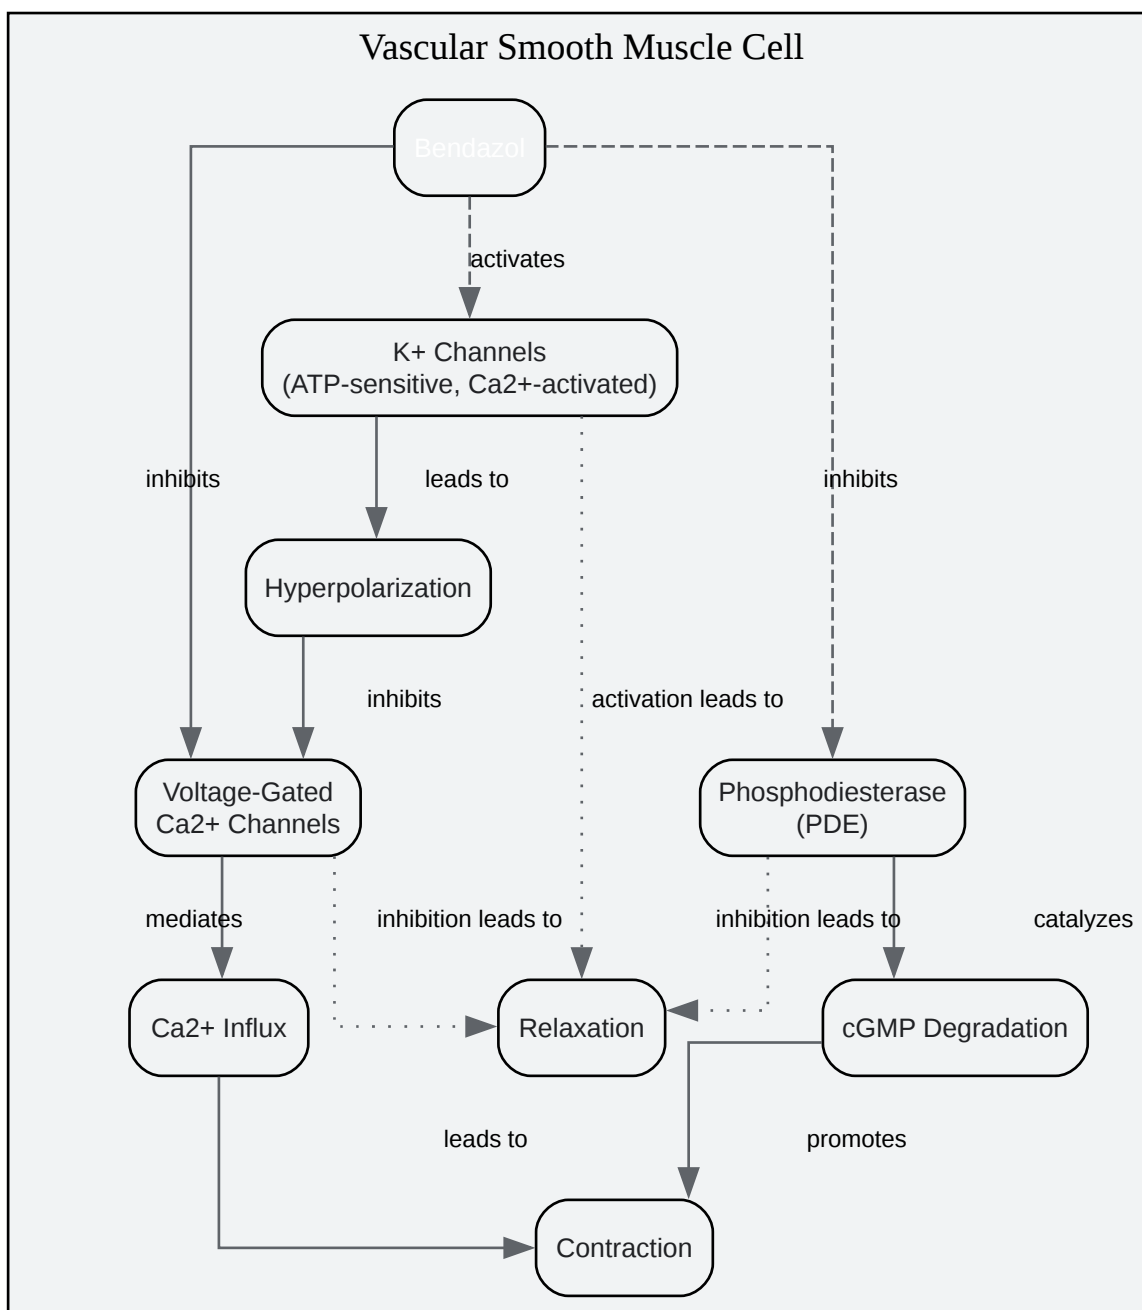 Vascular Smooth Muscle Cell
Bendazol
activates
K+ Channels
(ATP-sensitive, Ca2+-activated)
inhibits
leads to
inhibits
Hyperpolarization
inhibits
activation leads to
Voltage-Gated
Ca2+ Channels
Phosphodiesterase
(PDE)
mediates
inhibition leads to
inhibition leads to
catalyzes
Ca2+ Influx
Relaxation
cGMP Degradation
leads to
promotes
Contraction